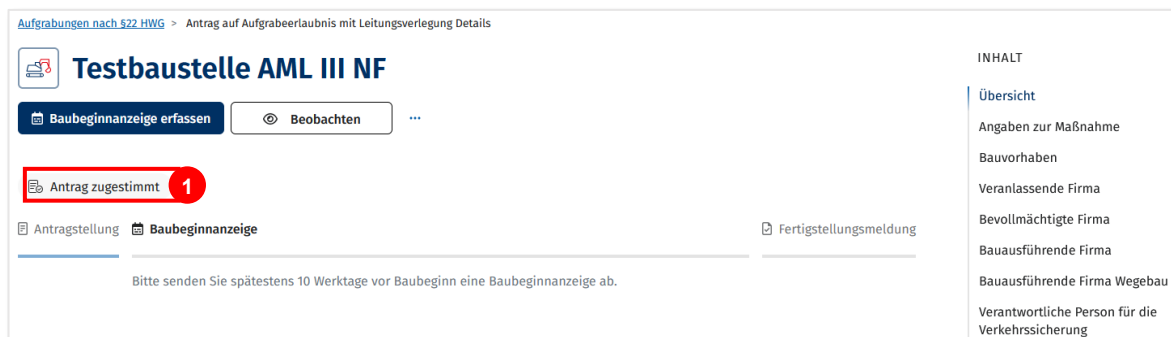 Aufgrabungen nach §22 HWG > Antrag auf Aufgrabeerlaubnis mit Leitungsverlegung Details
Testbaustelle AML III NF
Baubeginnanzeige erfassen
Beobachten
...
Antrag zugestimmt
1
Antragstellung
Baubeginnanzeige
Fertigstellungsmeldung
Bitte senden Sie spätestens 10 Werktage vor Baubeginn eine Baubeginnanzeige ab.
INHALT
Übersicht
Angaben zur Maßnahme
Bauvorhaben
Veranlassende Firma
Bevollmächtigte Firma
Bauausführende Firma
Bauausführende Firma Wegebau
Verantwortliche Person für die
Verkehrssicherung